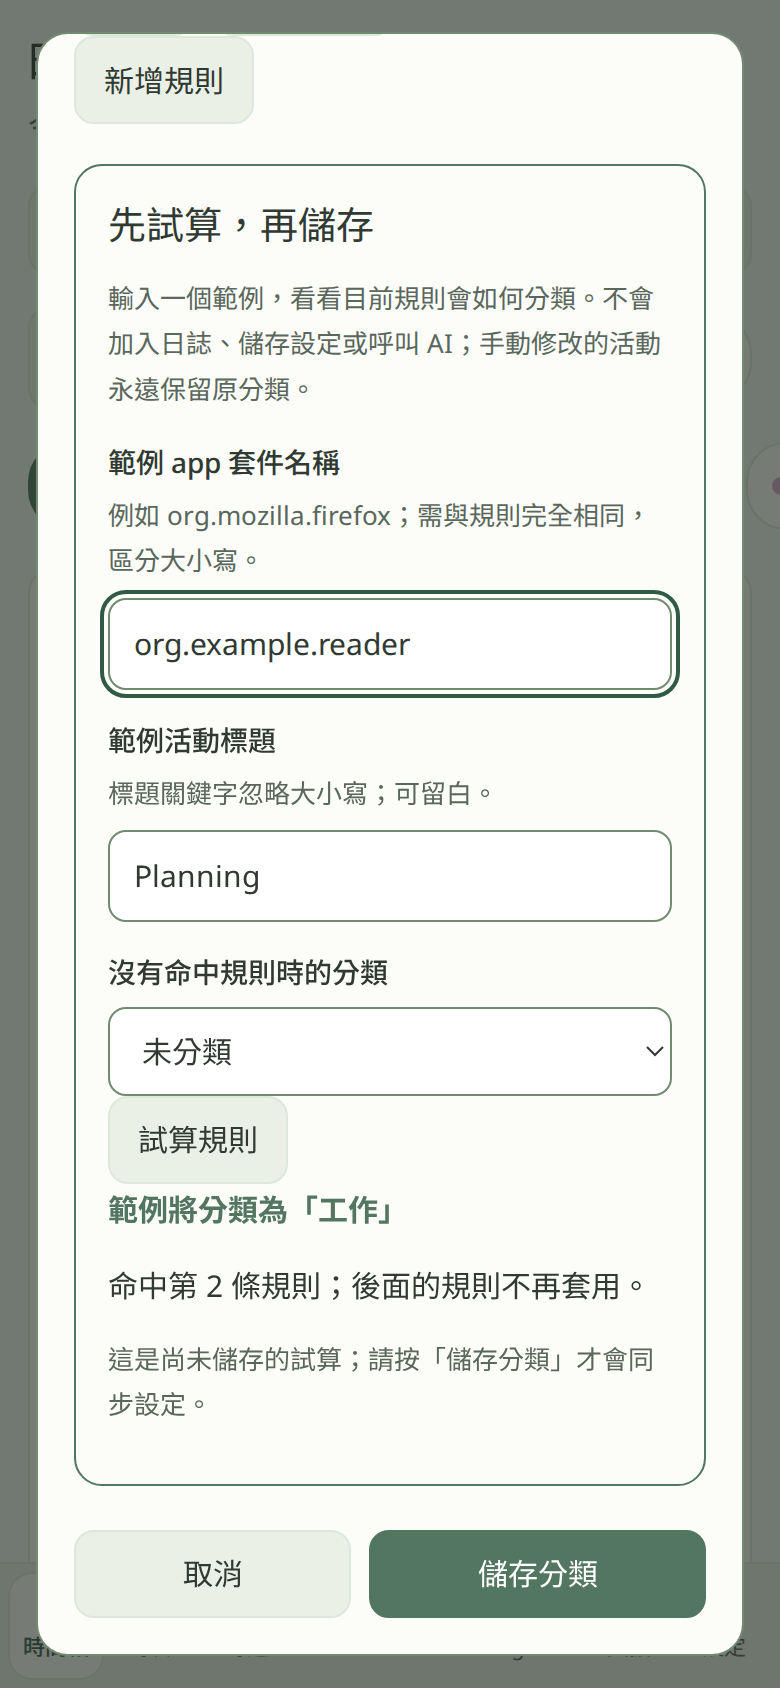 新增規則
先試算，再儲存
輸入一個範例，看看目前規則會如何分類。不會
加入日誌、儲存設定或呼叫 AI；手動修改的活動
永遠保留原分類。
範例 app 套件名稱
例如 org.mozilla.firefox；需與規則完全相同，
區分大小寫。
org.example.reader
範例活動標題
標題關鍵字忽略大小寫；可留白。
Planning
沒有命中規則時的分類
未分類
試算規則
範例將分類為「工作」
命中第 2 條規則；後面的規則不再套用。
這是尚未儲存的試算；請按「儲存分類」才會同
步設定。
取消
儲存分類